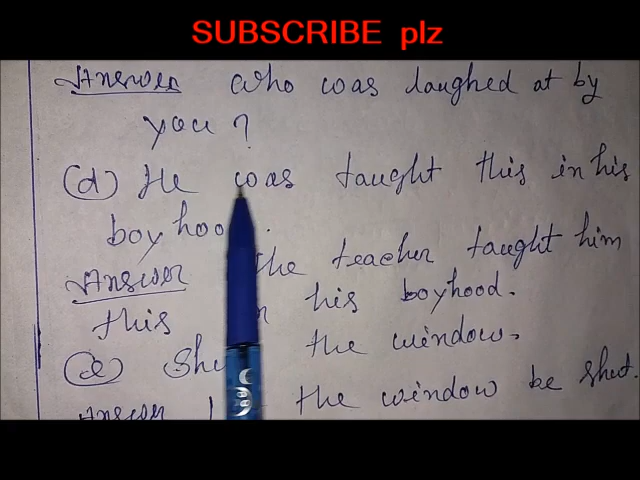 SUBSCRIBE plz
Answer Who was laughed at by
you ?
(d) He was taught this in his
boyhood.
Answer the teacher taught him
this his boyhood.
(e) the window.
Answer the window be shut.